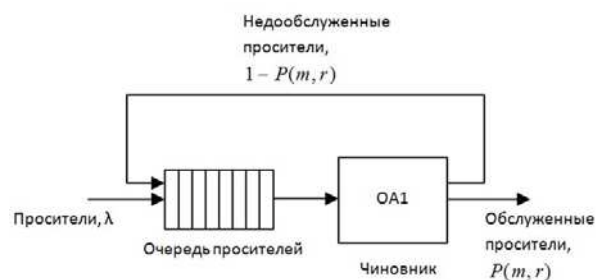 Недообслуженные
просители,
1 − P(m,r)
ОА1
Просители, λ
Очередь просителей
Чиновник
Обслуженные
просители,
P(m,r)